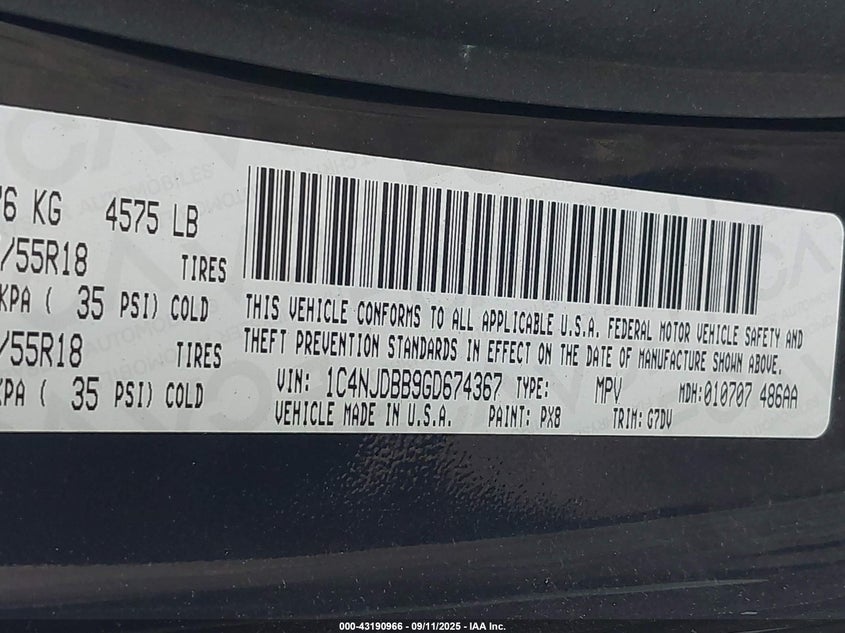 76 KG 4575 LB
/55R18 TIRES
KPA ( 35 PSI) COLD
/55R18 TIRES
KPA ( 35 PSI) COLD
THIS VEHICLE CONFORMS TO ALL APPLICABLE U.S.A. FEDERAL MOTOR VEHICLE SAFETY AND
THEFT PREVENTION STANDARDS IN EFFECT ON THE DATE OF MANUFACTURE SHOWN ABOVE.
VIN: 1C4NJDBB9GD674367 TYPE: MPV MDH:010707 486AA
VEHICLE MADE IN U.S.A. PAINT: PX8 TRIM: G7DV
000-43190966 - 09/11/2025 - IAA Inc.